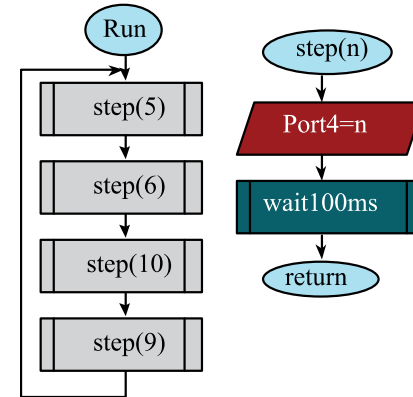 Run
step(5)
step(6)
step(10)
step(9)
step(n)
Port4=n
wait100ms
return